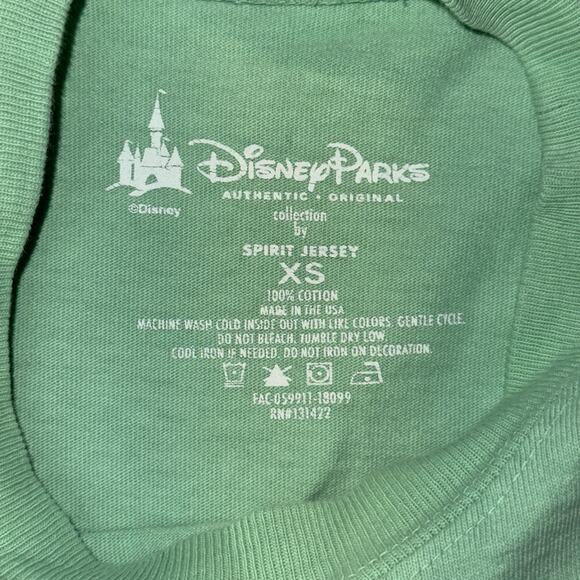 Disney Parks
AUTHENTIC • ORIGINAL
©Disney
collection
by
SPIRIT JERSEY
XS
100% COTTON
MADE IN THE USA
MACHINE WASH COLD INSIDE OUT WITH LIKE COLORS. GENTLE CYCLE.
DO NOT BLEACH. TUMBLE DRY LOW.
COOL IRON IF NEEDED. DO NOT IRON ON DECORATION.
FAC-059911-18099
RN#131422